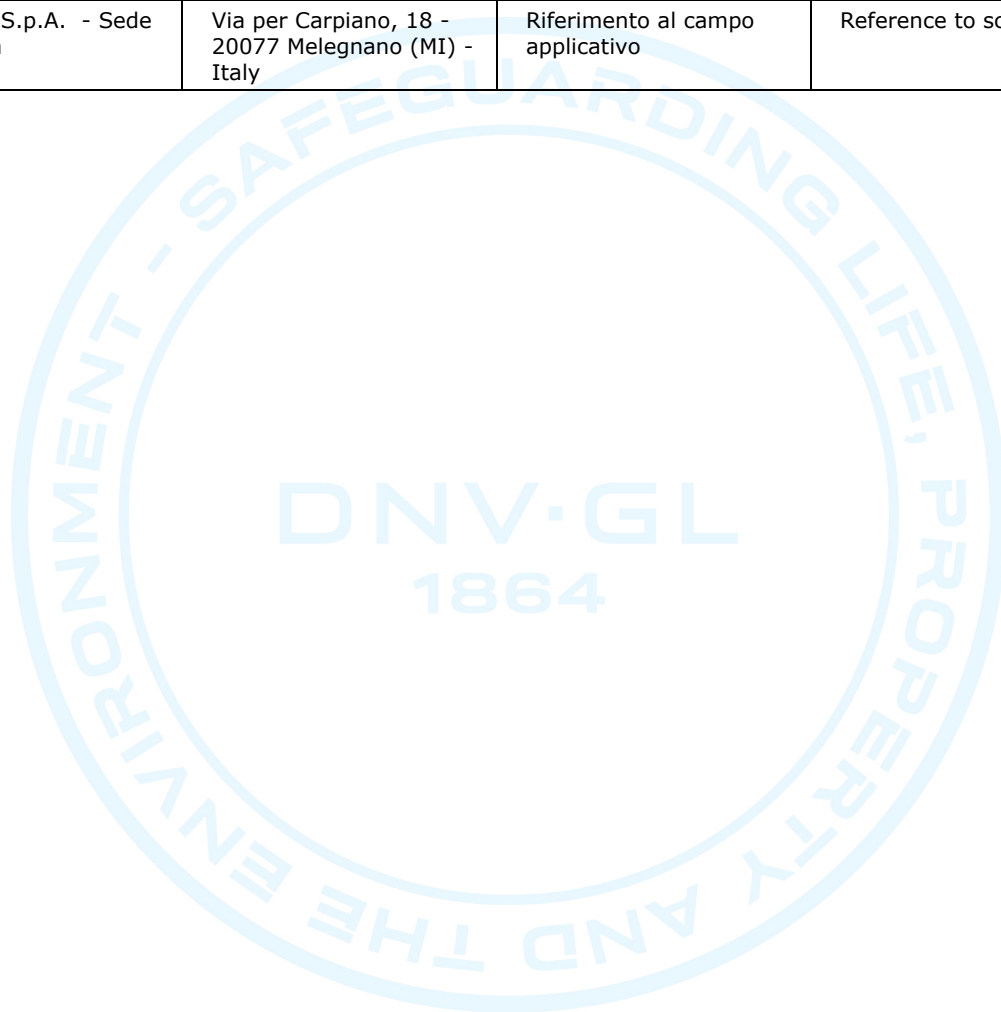 S.p.A. - Sede
Via per Carpiano, 18 -
20077 Melegnano (MI) -
Italy
Riferimento al campo
applicativo
Reference to
SAFEGUARDING LIFE, PROPERTY AND THE ENVIRONMENT -
DNV·GL
1864